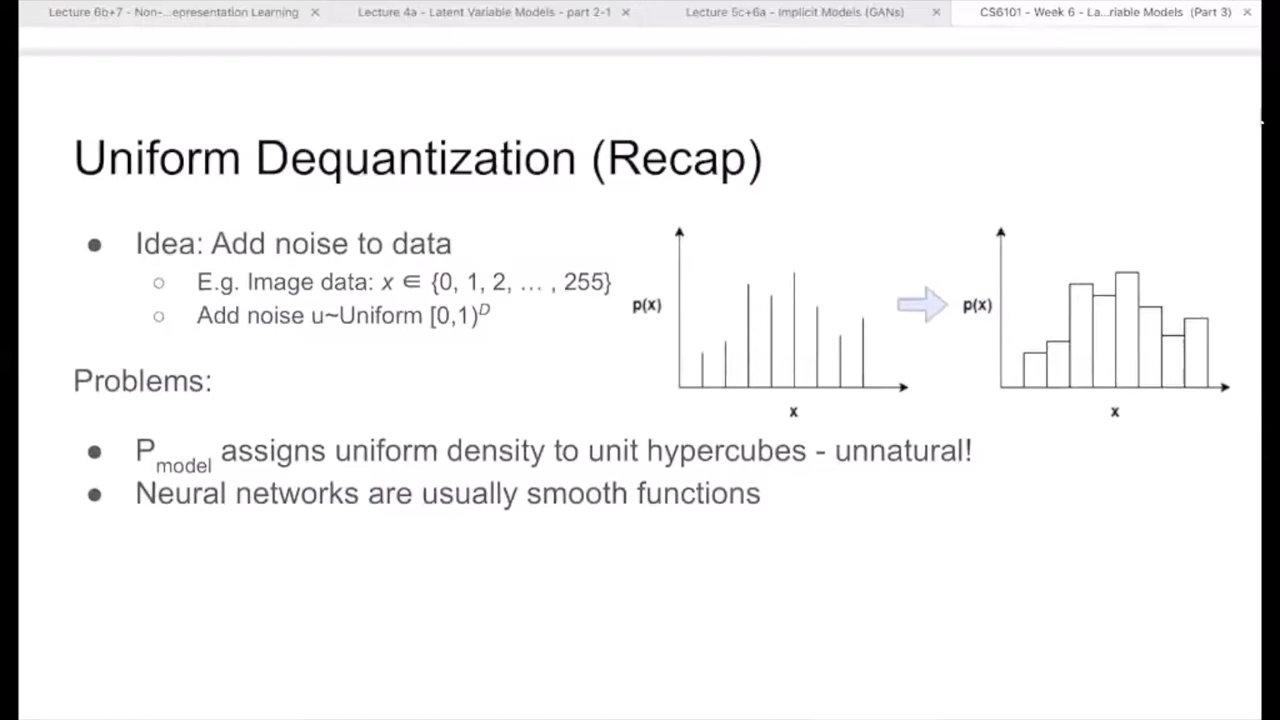 Lecture 6b+7 - Non-...epresentation Learning
Lecture 4a - Latent Variable Models - part 2-1
Lecture 5c+6a - Implicit Models (GANs)
CS6101 - Week 6 - La...riable Models (Part 3)
Uniform Dequantization (Recap)
● Idea: Add noise to data
○ E.g. Image data: x ∈ {0, 1, 2, … , 255}
○ Add noise u~Uniform [0,1)^D
p(x)
x
p(x)
x
Problems:
● P_model assigns uniform density to unit hypercubes - unnatural!
● Neural networks are usually smooth functions